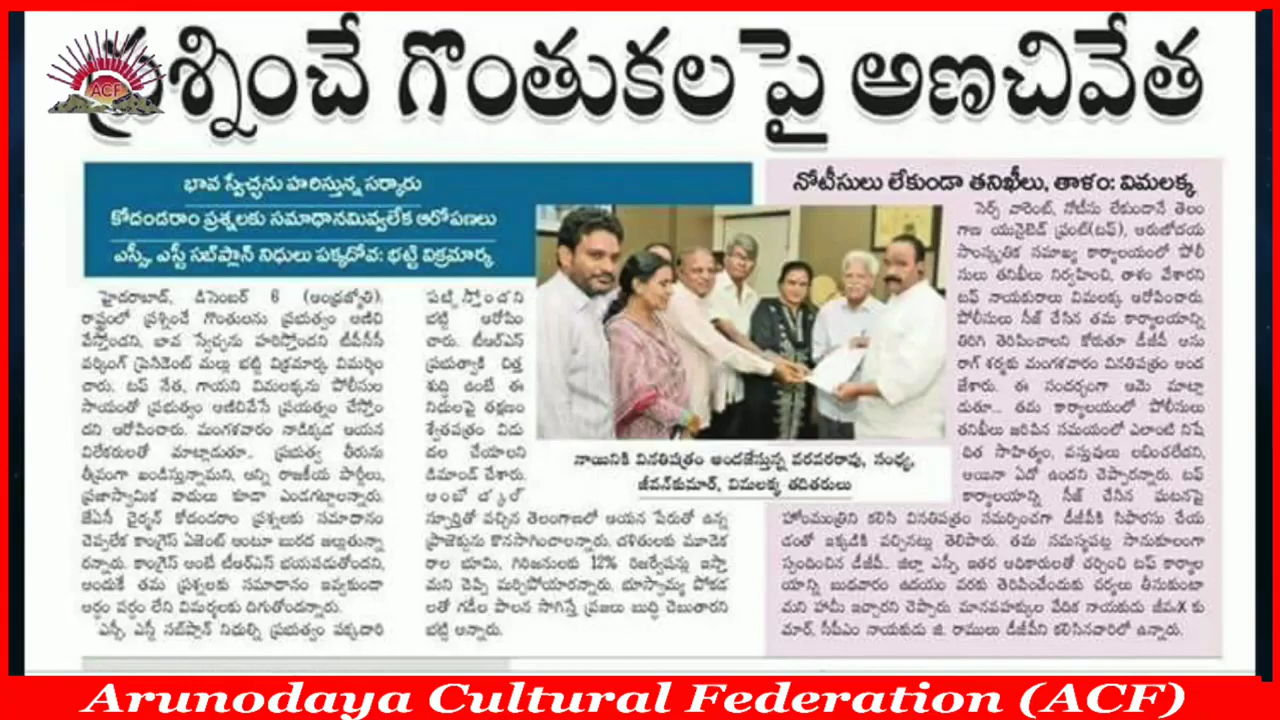 ప్రశ్నించే గొంతుకలపై అణచివేత
ACF
భావ స్వేచ్ఛను హరిస్తున్న సర్కారు
కోదండరాం ప్రశ్నలకు సమాధానమివ్వలేక ఆరోపణలు
ఎస్సీ, ఎస్టీ సబ్‌ప్లాన్ నిధులు పక్కదోవ: భట్టి విక్రమార్క
హైదరాబాద్, డిసెంబర్ 6 (ఆంధ్రజ్యోతి):
రాష్ట్రంలో ప్రశ్నించే గొంతులను ప్రభుత్వం అణిచి
వేస్తోందని, భావ స్వేచ్ఛను హరిస్తోందని టీపీసీసీ
వర్కింగ్ ప్రెసిడెంట్ మల్లు భట్టి విక్రమార్క విమర్శిం
చారు. టఫ్ నేత, గాయని విమలక్కను పోలీసుల
సాయంతో ప్రభుత్వం అణిచివేసే ప్రయత్నం చేస్తోం
దని ఆరోపించారు. మంగళవారం నాడిక్కడ ఆయన
విలేకరులతో మాట్లాడుతూ.. ప్రభుత్వ తీరును
తీవ్రంగా ఖండిస్తున్నామని, అన్ని రాజకీయ పార్టీలు,
ప్రజాస్వామిక వాదులు కూడా ఎండగట్టాలన్నారు.
జేఏసీ చైర్మన్ కోదండరాం ప్రశ్నలకు సమాధానం
చెప్పలేక కాంగ్రెస్ ఏజెంట్ అంటూ బురద జల్లుతున్నా
రన్నారు. కాంగ్రెస్ అంటే టీఆర్ఎస్ భయపడుతోందని,
అందుకే తమ ప్రశ్నలకు సమాధానం ఇవ్వకుండా
అర్థం పర్థం లేని విమర్శలకు దిగుతోందన్నారు.
ఎస్సీ, ఎస్టీ సబ్‌ప్లాన్ నిధుల్ని ప్రభుత్వం పక్కదారి
పట్టిస్తోందని
భట్టి ఆరోపిం
చారు. టీఆర్ఎస్
ప్రభుత్వానికి చిత్త
శుద్ధి ఉంటే ఈ
నిధులపై తక్షణం
శ్వేతపత్రం విడు
దల చేయాలని
డిమాండ్ చేశారు.
అంబేద్కర్
స్ఫూర్తితో వచ్చిన తెలంగాణలో ఆయన పేరుతో ఉన్న
ప్రాజెక్టును కొనసాగించాలన్నారు. దళితులకు మూడెక
రాల భూమి, గిరిజనులకు 12% రిజర్వేషన్లు ఇస్తా
మని చెప్పి మర్చిపోయారన్నారు. భూస్వామ్య పోకడ
లతో గడీల పాలన సాగిస్తే ప్రజలు బుద్ధి చెబుతారని
భట్టి అన్నారు.
నాయినికి వినతిపత్రం అందజేస్తున్న వరవరరావు, సంధ్య,
జీవన్‌కుమార్, విమలక్క తదితరులు
నోటీసులు లేకుండా తనిఖీలు, తాళం: విమలక్క
సెర్చ్ వారెంట్, నోటీసు లేకుండానే తెలం
గాణ యునైటెడ్ ఫ్రంట్(టఫ్), అరుణోదయ
సాంస్కృతిక సమాఖ్య కార్యాలయంలో పోలీ
సులు తనిఖీలు నిర్వహించి, తాళం వేశారని
టఫ్ నాయకురాలు విమలక్క ఆరోపించారు.
పోలీసులు సీజ్ చేసిన తమ కార్యాలయాన్ని
తిరిగి తెరిపించాలని కోరుతూ డీజీపీ అను
రాగ్ శర్మకు మంగళవారం వినతిపత్రం అంద
జేశారు. ఈ సందర్భంగా ఆమె మాట్లా
డుతూ... తమ కార్యాలయంలో పోలీసులు
తనిఖీలు జరిపిన సమయంలో ఎలాంటి నిషే
దిత సాహిత్యం, వస్తువులు లభించలేదని,
అయినా ఏదో ఉందని చెప్పారన్నారు. టఫ్
కార్యాలయాన్ని సీజ్ చేసిన ఘటనపై
హోంమంత్రిని కలిసి వినతిపత్రం సమర్పించగా డీజీపీకి సిఫారసు చేయ
డంతో ఇక్కడికి వచ్చినట్లు తెలిపారు. తమ సమస్యపట్ల సానుకూలంగా
స్పందించిన డీజీపీ.. జిల్లా ఎస్పీ, ఇతర అధికారులతో చర్చించి టఫ్ కార్యాల
యాన్ని బుధవారం ఉదయం వరకు తెరిపించేందుకు చర్యలు తీసుకుంటా
మని హామీ ఇచ్చారని చెప్పారు. మానవహక్కుల వేదిక నాయకుడు జీవXన్ కు
మార్, సీపీఎం నాయకుడు జి. రాములు డీజీపీని కలిసినవారిలో ఉన్నారు.
Arunodaya Cultural Federation (ACF)